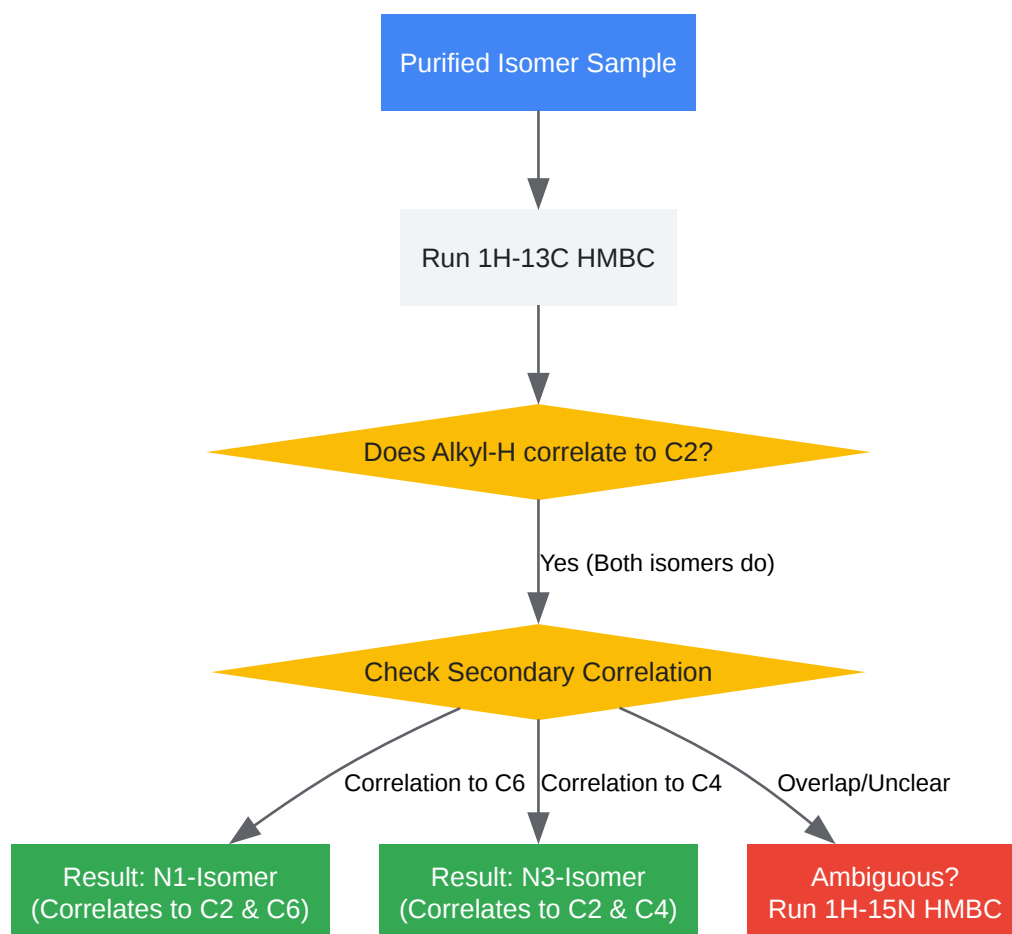 Purified Isomer Sample
Run 1H-13C HMBC
Does Alkyl-H correlate to C2?
Yes (Both isomers do)
Check Secondary Correlation
Correlation to C6
Correlation to C4
Overlap/Unclear
Result: N1-Isomer
(Correlates to C2 & C6)
Result: N3-Isomer
(Correlates to C2 & C4)
Ambiguous?
Run 1H-15N HMBC